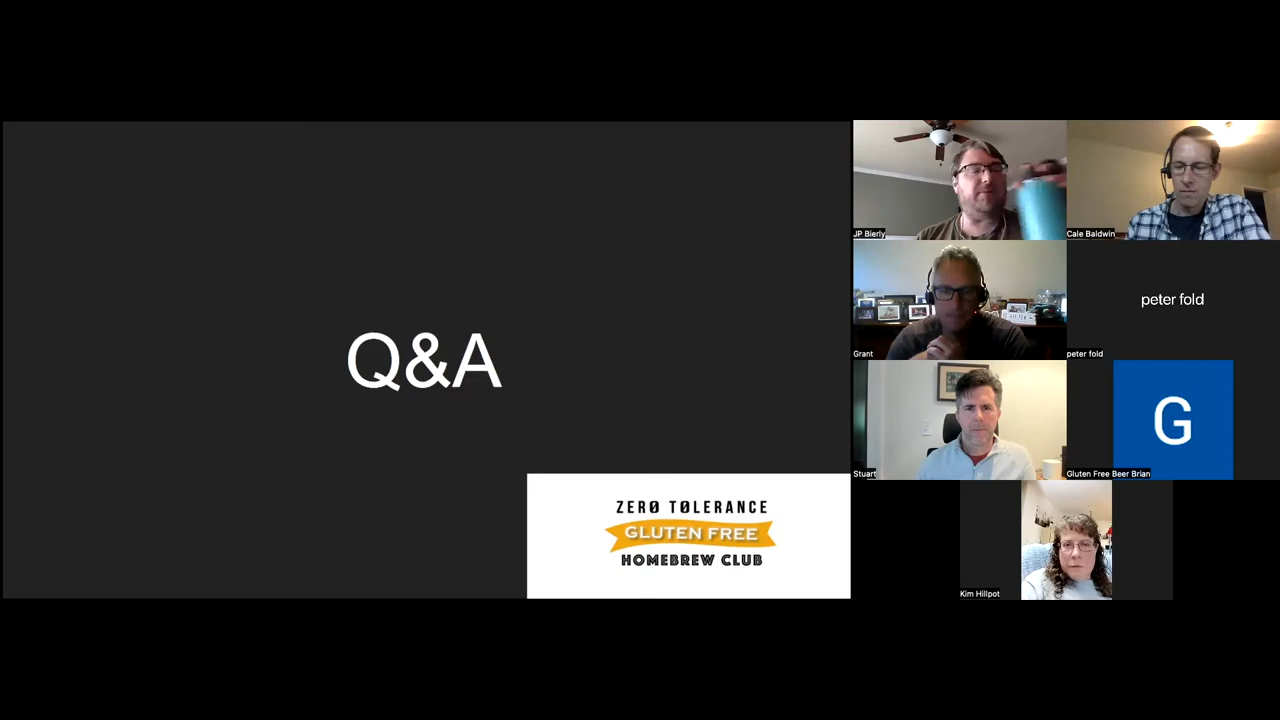 Q&A
ZERØ TØLERANCE
GLUTEN FREE
HOMEBREW CLUB
JP Bierly
Cale Baldwin
Grant
peter fold
peter fold
Stuart
G
Gluten Free Beer Brian
Kim Hillpot